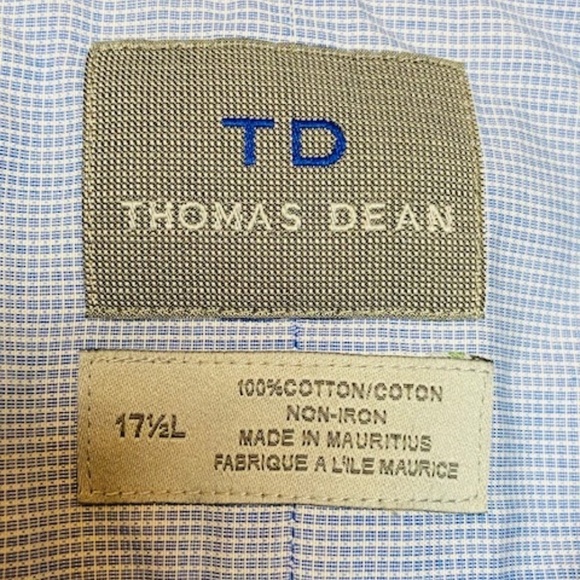 TD
THOMAS DEAN
17½L
100%COTTON/COTON
NON-IRON
MADE IN MAURITIUS
FABRIQUE A L'ILE MAURICE